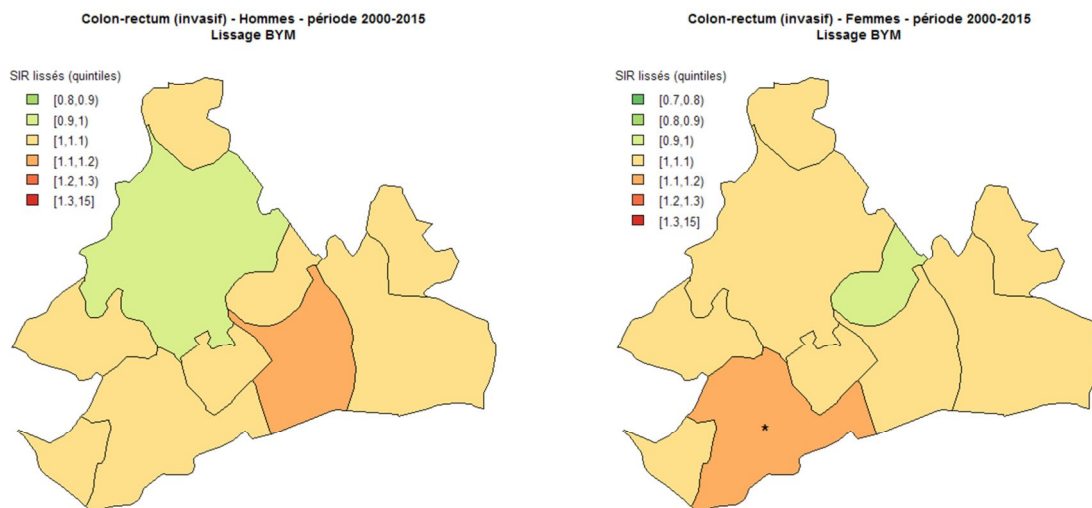 Colon-rectum (invasif) - Hommes - période 2000-2015
Lissage BYM
SIR lissés (quintiles)
[0.8,0.9)
[0.9,1)
[1,1.1)
[1.1,1.2)
[1.2,1.3)
[1.3,15]
Colon-rectum (invasif) - Femmes - période 2000-2015
Lissage BYM
SIR lissés (quintiles)
[0.7,0.8)
[0.8,0.9)
[0.9,1)
[1,1.1)
[1.1,1.2)
[1.2,1.3)
[1.3,15]
*